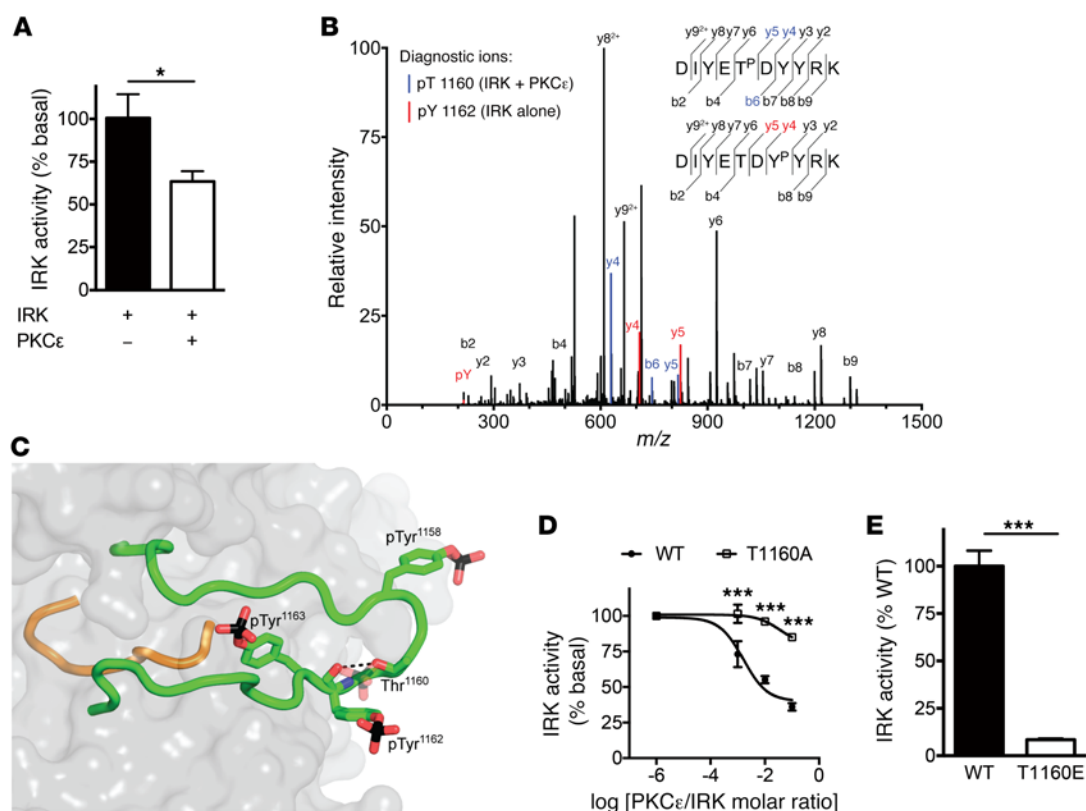 A
*
IRK activity (% basal)
100
75
50
25
0
IRK + +
PKCε – +
B
Relative intensity
100
75
50
25
0
Diagnostic ions:
pT 1160 (IRK + PKCε)
pY 1162 (IRK alone)
y9²⁺ y8 y7 y6 y5 y4 y3 y2
D I Y E Tᴾ D Y Y R K
b2 b4 b6 b7 b8 b9
y9²⁺ y8 y7 y6 y5 y4 y3 y2
D I Y E T D Yᴾ Y R K
b2 b4 b8 b9
y8²⁺
y9²⁺
y6
y4
b2
y2
y3
b4
y4
y5
b6
y5
b7
y7
b8
y8
b9
pY
0 300 600 900 1200 1500
m/z
C
pTyr¹¹⁵⁸
pTyr¹¹⁶³
Thr¹¹⁶⁰
pTyr¹¹⁶²
D
WT T1160A
*** *** ***
IRK activity
(% basal)
100
75
50
25
-6 -4 -2 0
log [PKCε/IRK molar ratio]
E
***
IRK activity (% WT)
100
75
50
25
0
WT T1160E